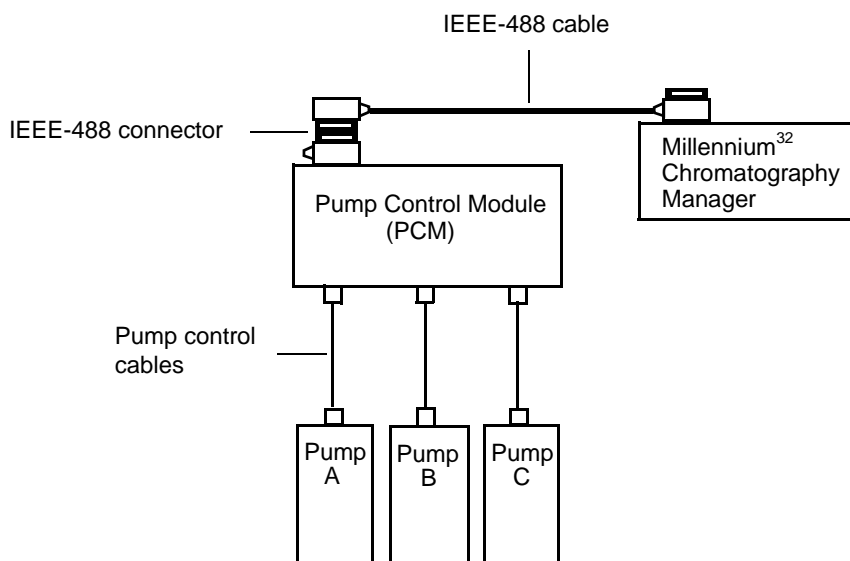 IEEE-488 cable
IEEE-488 connector
Millennium³²
Chromatography
Manager
Pump Control Module
(PCM)
Pump control
cables
Pump
A
Pump
B
Pump
C